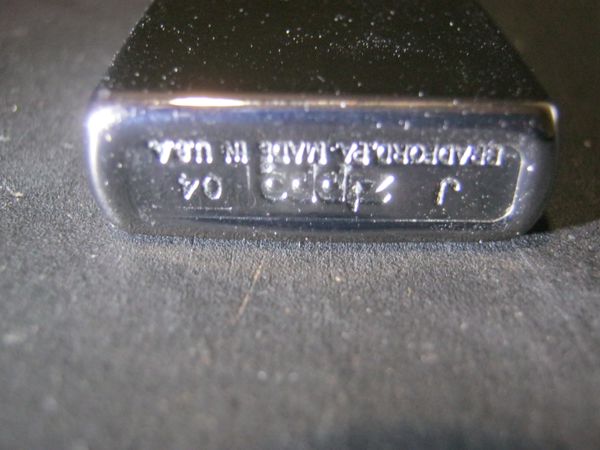 J Zippo 04
BRADFORD,PA. MADE IN U.S.A.